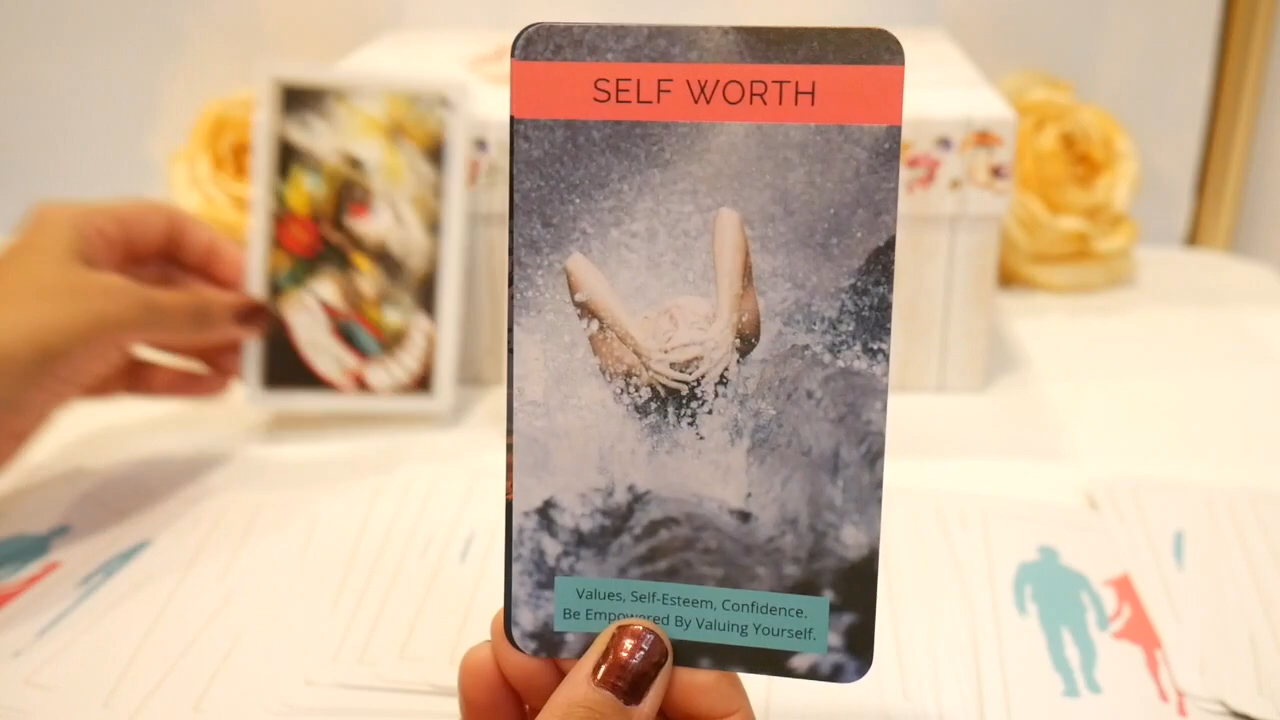 SELF WORTH
Values, Self-Esteem, Confidence.
Be Empowered By Valuing Yourself.